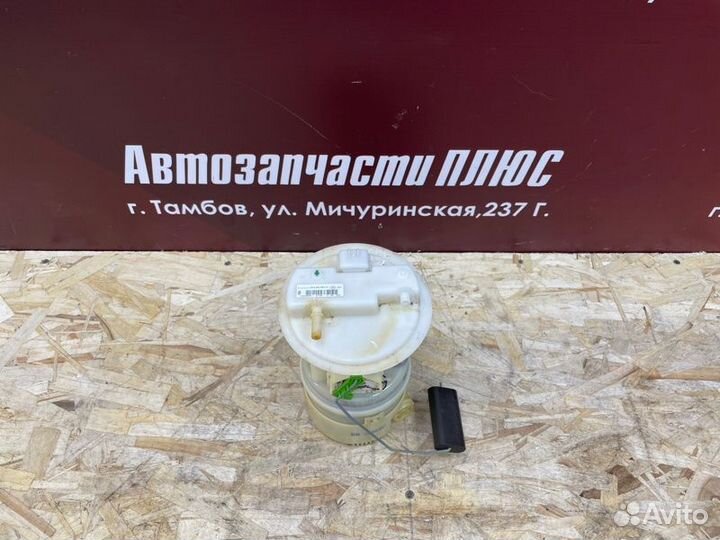 Автозапчасти ПЛЮС
г. Тамбов, ул. Мичуринская,237 Г.
Avito